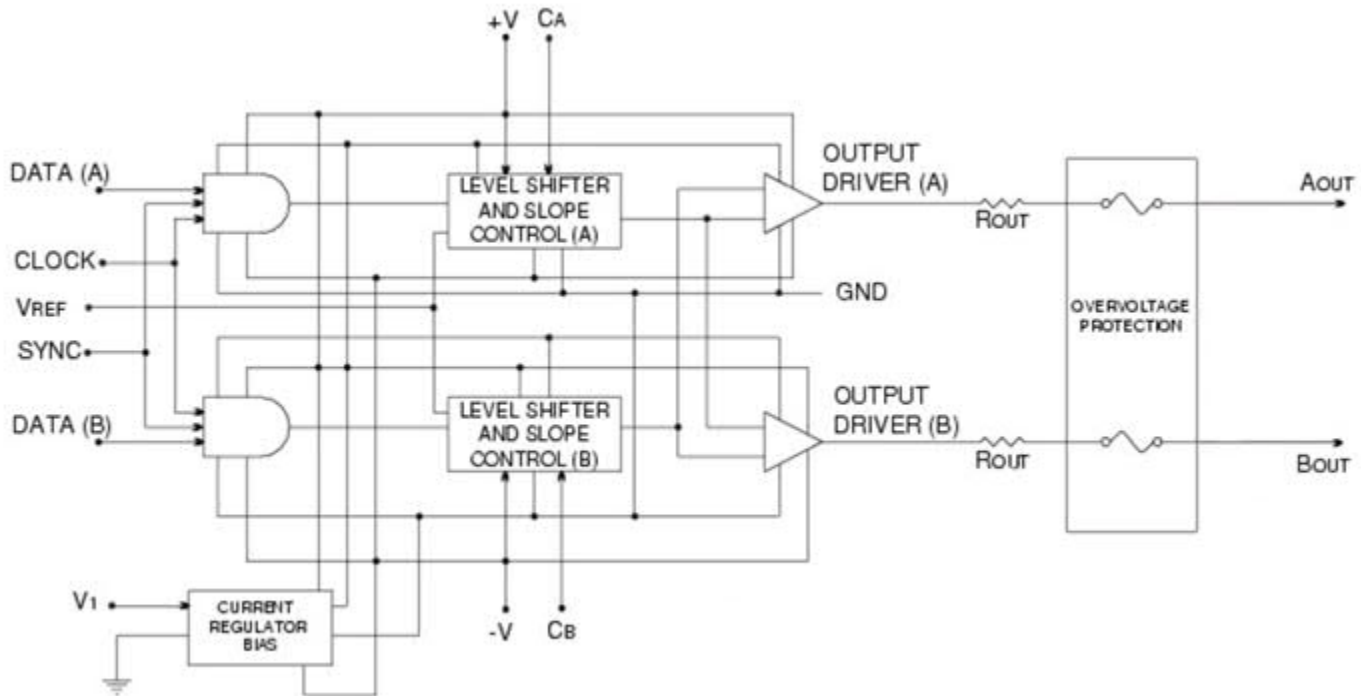 +V
CA
DATA (A)
CLOCK
VREF
SYNC
DATA (B)
LEVEL SHIFTER
AND SLOPE
CONTROL (A)
OUTPUT
DRIVER (A)
ROUT
AOUT
GND
OVERVOLTAGE
PROTECTION
LEVEL SHIFTER
AND SLOPE
CONTROL (B)
OUTPUT
DRIVER (B)
ROUT
BOUT
V1
CURRENT
REGULATOR
BIAS
-V
CB